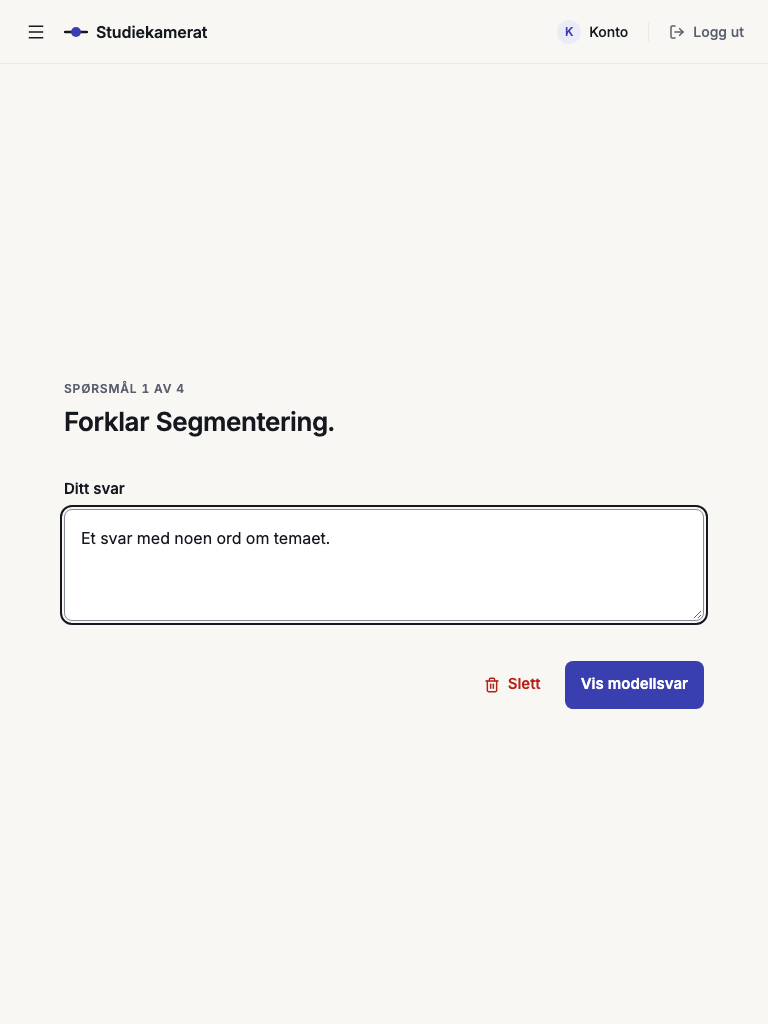 Studiekamerat
K Konto
Logg ut
SPØRSMÅL 1 AV 4
Forklar Segmentering.
Ditt svar
Et svar med noen ord om temaet.
Slett
Vis modellsvar